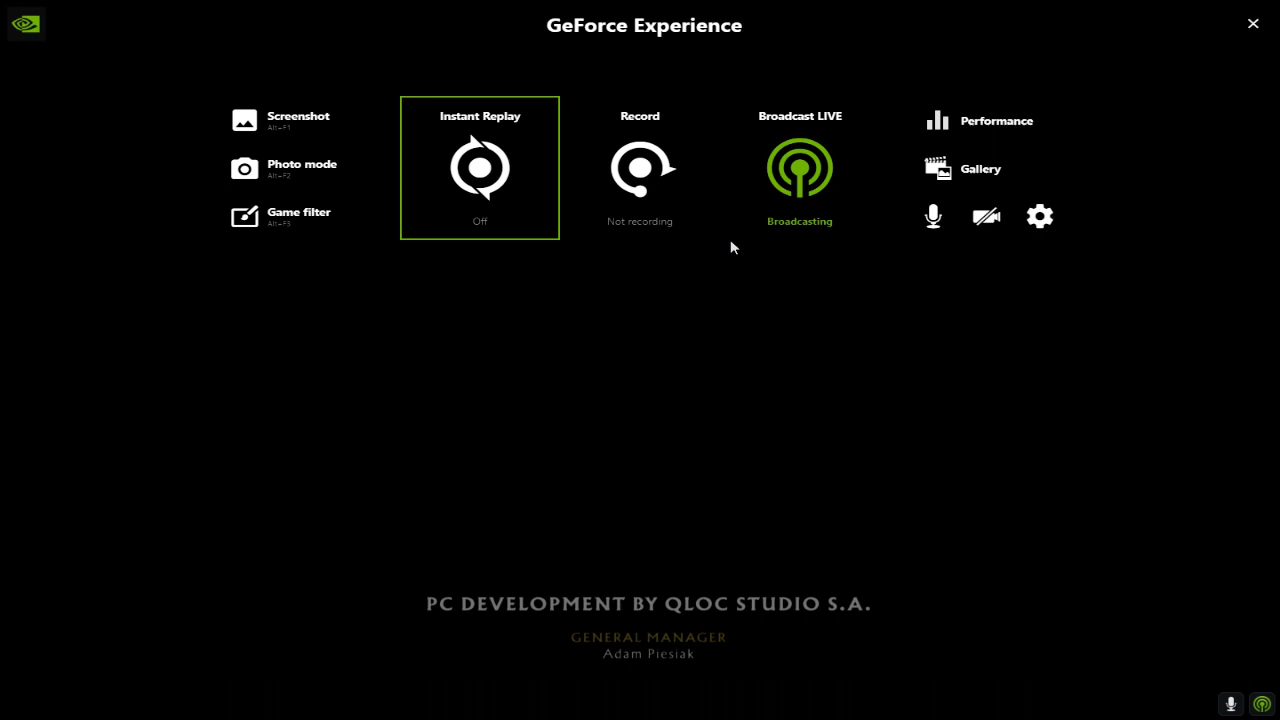 GeForce Experience
Screenshot
Alt+F1
Photo mode
Alt+F2
Game filter
Alt+F3
Instant Replay
Off
Record
Not recording
Broadcast LIVE
Broadcasting
Performance
Gallery
PC DEVELOPMENT BY QLOC STUDIO S.A.
GENERAL MANAGER
Adam Piesiak